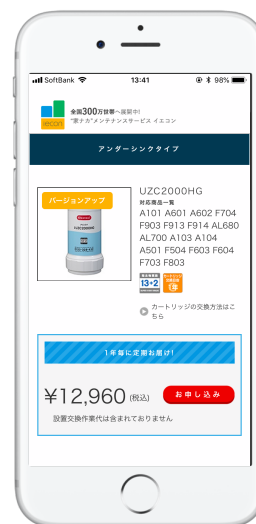 SoftBank 13:41 98%
iecon
全国300万世帯へ展開中!
"家ナカ"メンテナンスサービス イエコン
アンダーシンクタイプ
バージョンアップ
UZC2000HG
対応商品一覧
A101 A601 A602 F704
F903 F913 F914 AL680
AL700 A103 A104
A501 F504 F603 F604
F703 F803
13+2
1年
カートリッジの交換方法はこ
ちら
1年毎に定期お届け!
¥12,960 (税込) お申し込み
設置交換作業代は含まれておりません